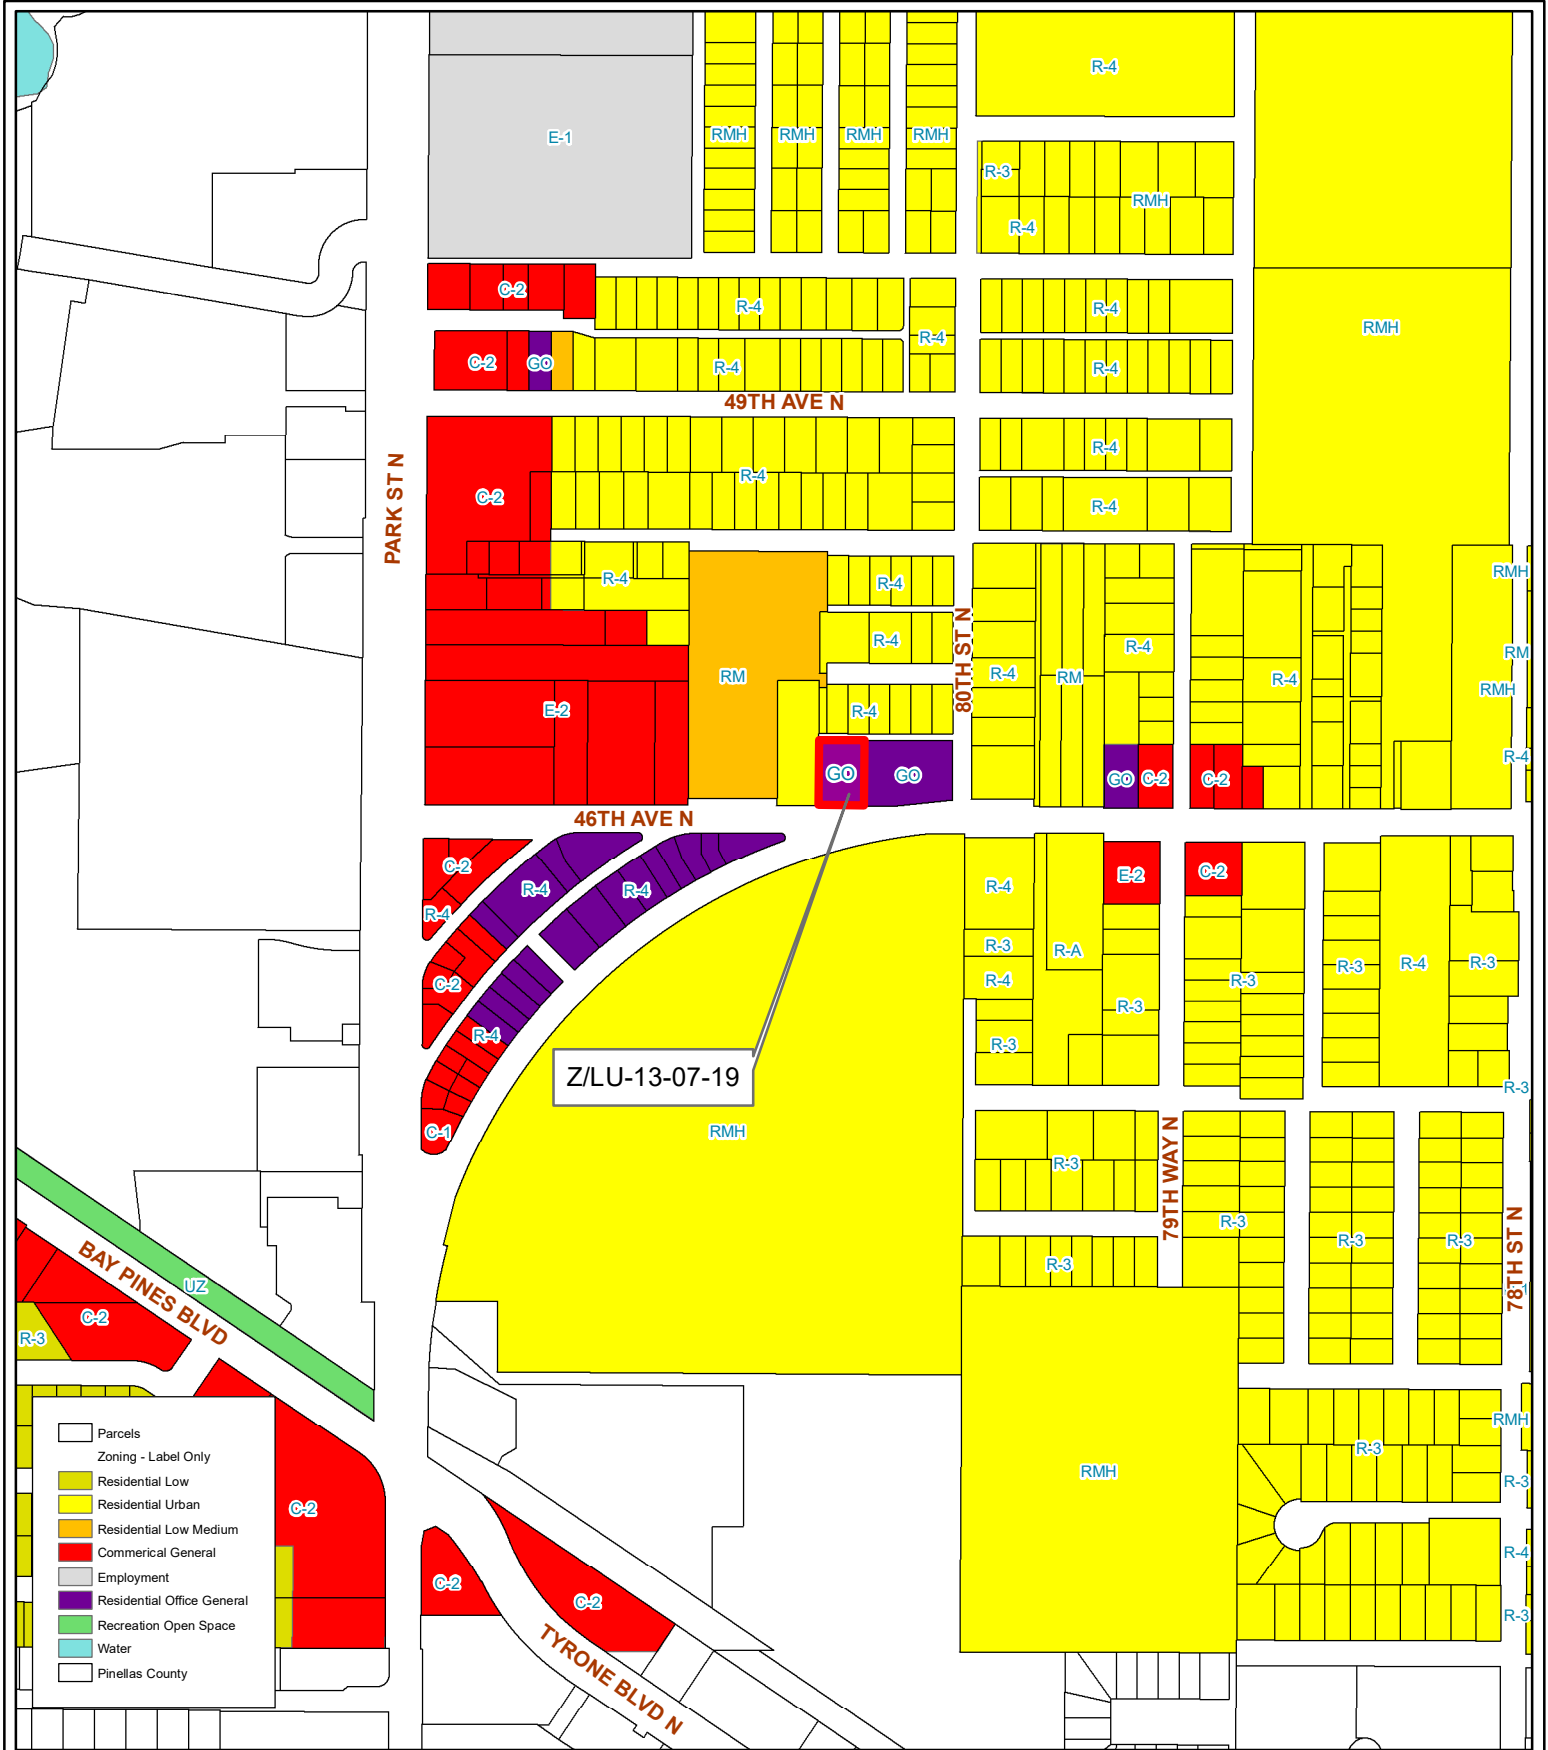 R-4
E-1
RMH
RMH
RMH
RMH
R-3
RMH
R-4
C-2
R-4
R-4
R-4
RMH
C-2
GO
R-4
R-4
49TH AVE N
PARK ST N
R-4
R-4
C-2
R-4
R-4
R-4
RMH
R-4
80TH ST N
R-4
R-4
RM
RM
R-4
RM
R-4
RMH
E-2
R-4
R-4
GO
GO
GO
C-2
C-2
46TH AVE N
C-2
R-4
R-4
R-4
E-2
C-2
R-4
R-3
R-A
R-4
R-3
R-3
R-4
R-3
C-2
R-3
R-4
R-3
Z/LU-13-07-19
R-3
C-1
RMH
R-3
79TH WAY N
R-3
R-3
R-3
78TH ST N
R-3
BAY PINES BLVD
UZ
C-2
R-3
RMH
R-3
RMH
R-3
C-2
R-4
C-2
C-2
R-3
TYRONE BLVD N
Parcels
Zoning - Label Only
Residential Low
Residential Urban
Residential Low Medium
Commerical General
Employment
Residential Office General
Recreation Open Space
Water
Pinellas County